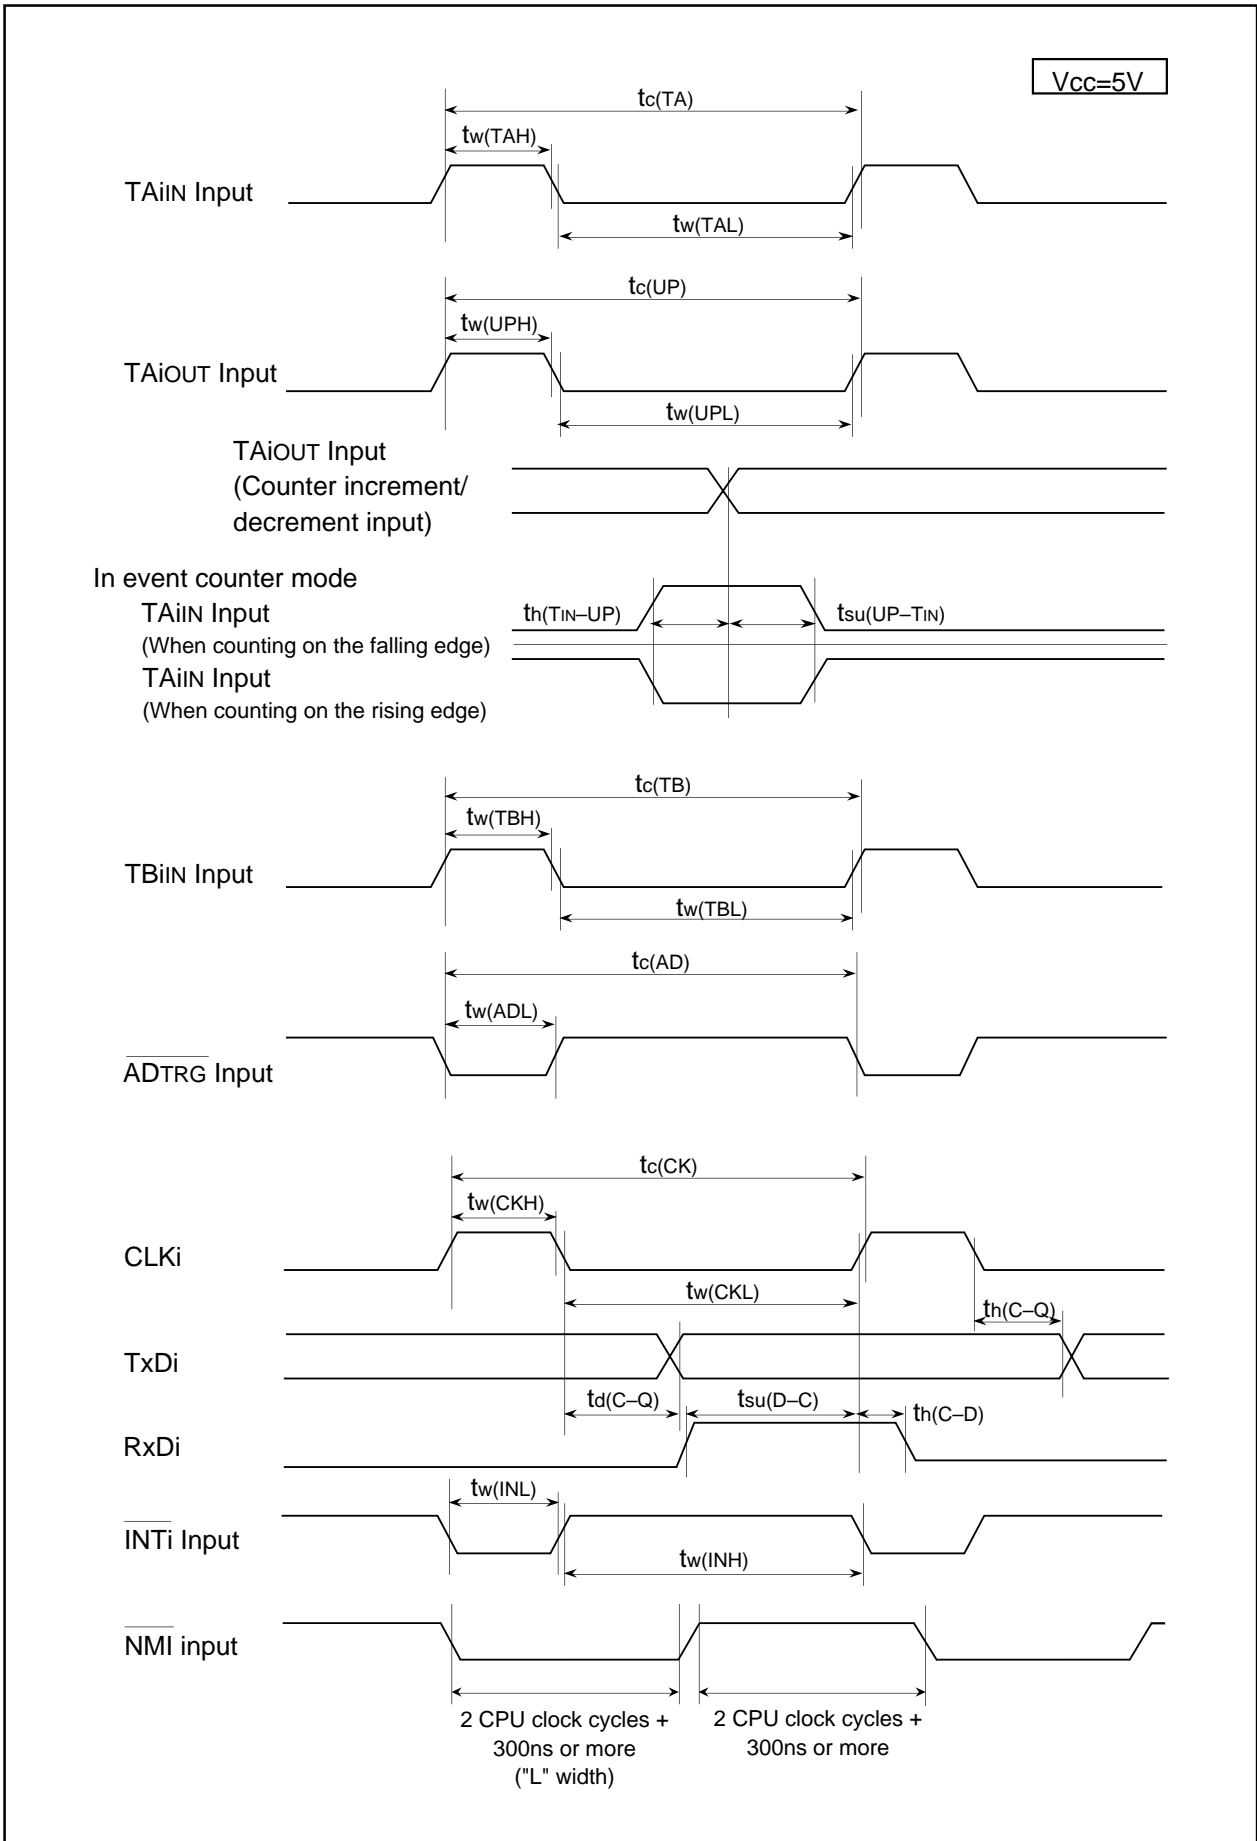 Vcc=5V
tc(TA)
tw(TAH)
TAiIN Input
tw(TAL)
tc(UP)
tw(UPH)
TAiOUT Input
tw(UPL)
TAiOUT Input
(Counter increment/
decrement input)
In event counter mode
TAiIN Input
(When counting on the falling edge)
th(TIN–UP)
tsu(UP–TIN)
TAiIN Input
(When counting on the rising edge)
tc(TB)
tw(TBH)
TBiIN Input
tw(TBL)
tc(AD)
tw(ADL)
ADTRG Input
tc(CK)
tw(CKH)
CLKi
tw(CKL)
th(C–Q)
TxDi
td(C–Q)
tsu(D–C)
th(C–D)
RxDi
tw(INL)
INTi Input
tw(INH)
NMI input
2 CPU clock cycles +
300ns or more
("L" width)
2 CPU clock cycles +
300ns or more